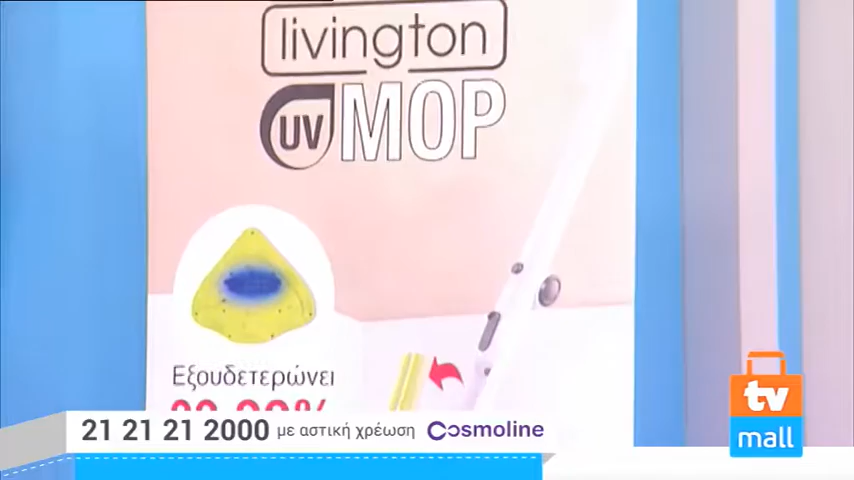 livington
UV MOP
Εξουδετερώνει
21 21 21 2000 με αστική χρέωση Cosmoline
tv
mall